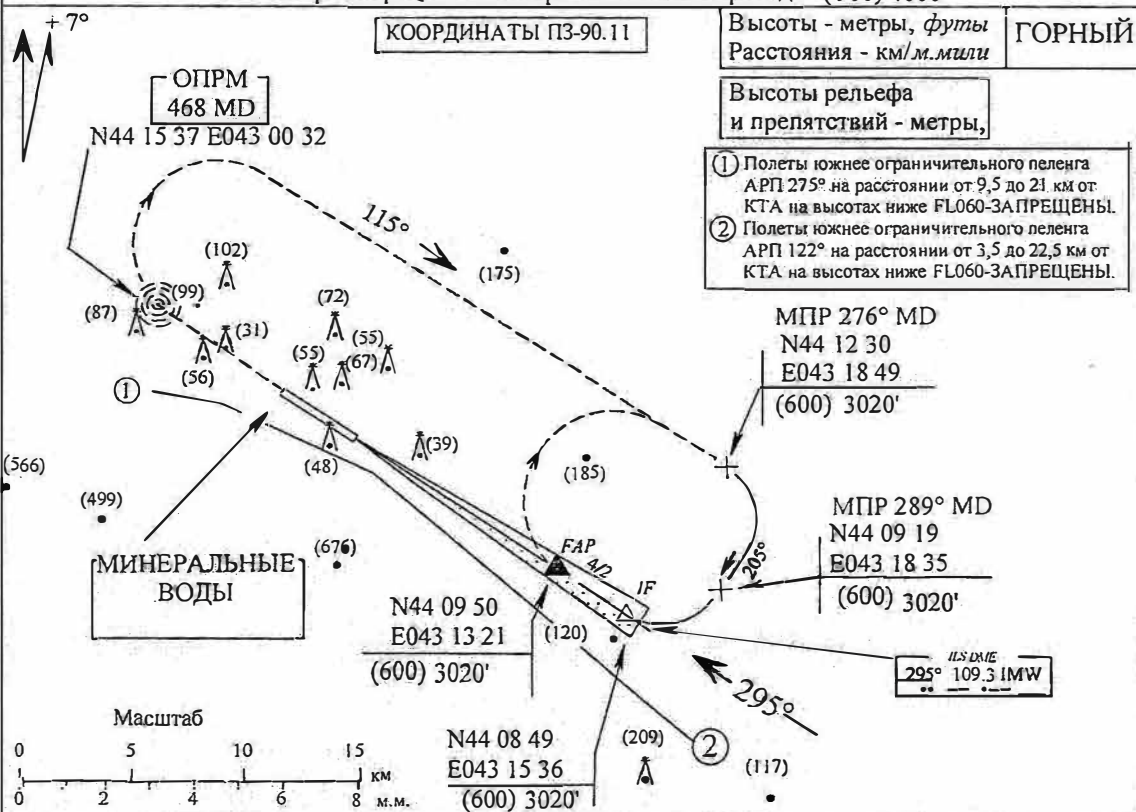 + 7°
КООРДИНАТЫ ПЗ-90.11
Высоты - метры, футы
Расстояния - км/м.мили
ГОРНЫЙ
Высоты рельефа
и препятствий - метры,
① Полеты южнее ограничительного пеленга
АРП 275° на расстоянии от 9,5 до 21 км от
КТА на высотах ниже FL060-ЗАПРЕЩЕНЫ.
② Полеты южнее ограничительного пеленга
АРП 122° на расстоянии от 3,5 до 22,5 км от
КТА на высотах ниже FL060-ЗАПРЕЩЕНЫ.
ОПРМ
468 MD
N44 15 37 E043 00 32
115°
(102)
(175)
(99)
(87)
(72)
(31)
(55)
(55)
(67)
(56)
①
(48)
(39)
(185)
МПР 276° MD
N44 12 30
E043 18 49
(600) 3020'
(566)
(499)
(676)
МПР 289° MD
N44 09 19
E043 18 35
(600) 3020'
205°
МИНЕРАЛЬНЫЕ
ВОДЫ
FAP
4/2
IF
N44 09 50
E043 13 21
(600) 3020'
(120)
ILS DME
295° 109.3 IMW
295°
Масштаб
0 5 10 15
км
0 2 4 6 8
м.м.
N44 08 49
E043 15 36
(600) 3020'
(209)
②
(117)